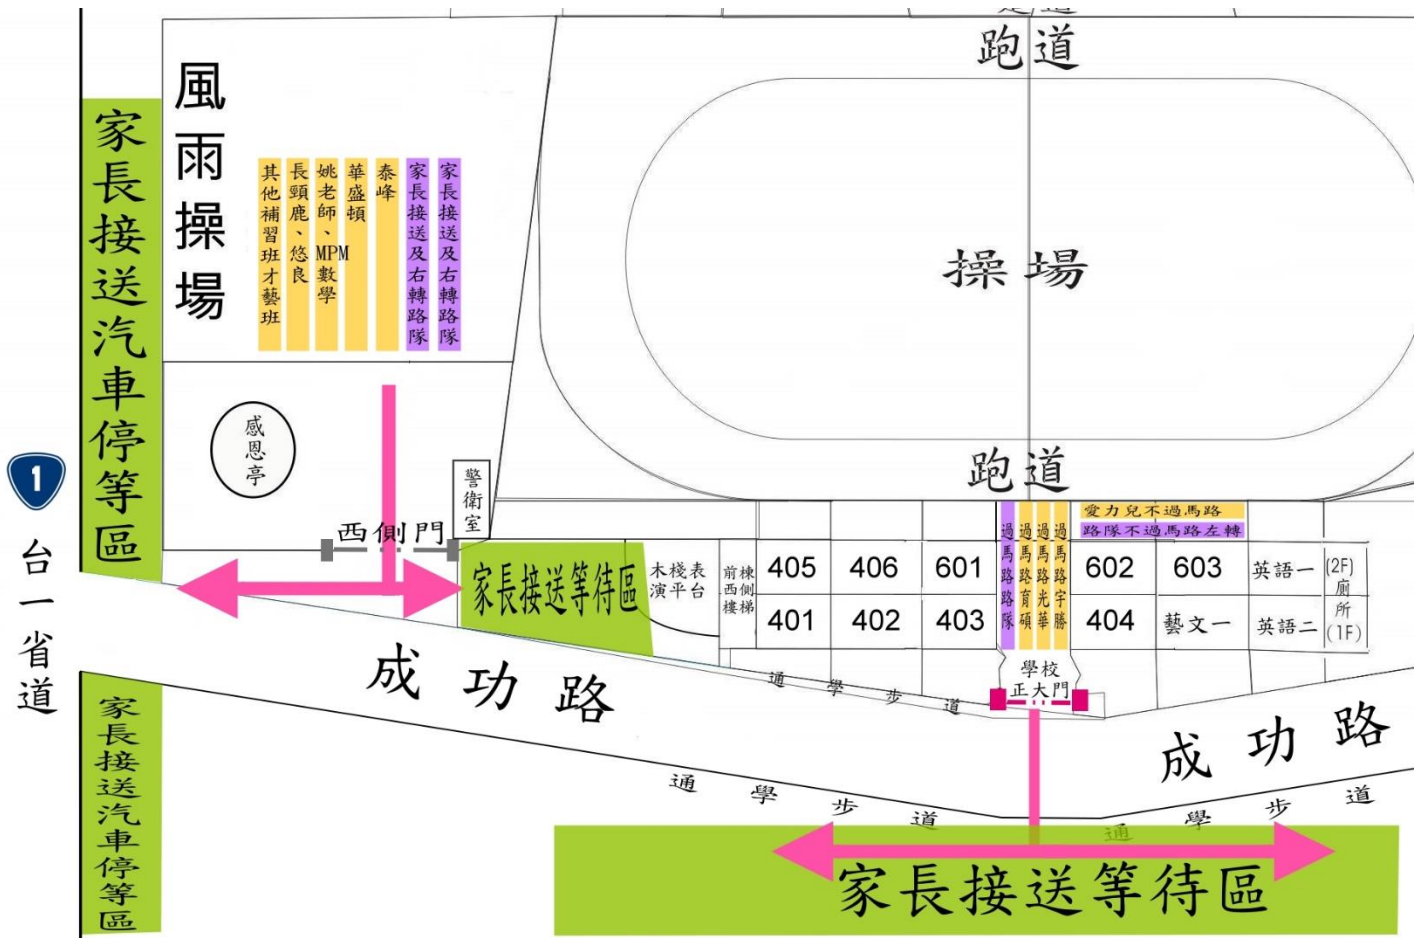 跑道
風雨操場
家長接送汽車停等區
其他補習班才藝班
長頸鹿、悠良
姚老師、MPM數學
華盛頓
泰峰
家長接送及右轉路隊
家長接送及右轉路隊
操場
跑道
感恩亭
警衛室
西側門
1
台一省道
家長接送等待區
木棧表
演平台
前棟
西側
樓梯
405
406
601
過馬路路隊
過馬路育碩
過馬路光華
過馬路宇勝
愛力兒不過馬路
路隊不過馬路左轉
602
603
英語一
(2F)
廁所
(1F)
401
402
403
404
藝文一
英語二
學校
正大門
成功路
通學步道
成功路
通學步道
通學步道
家長接送汽車停等區
家長接送等待區